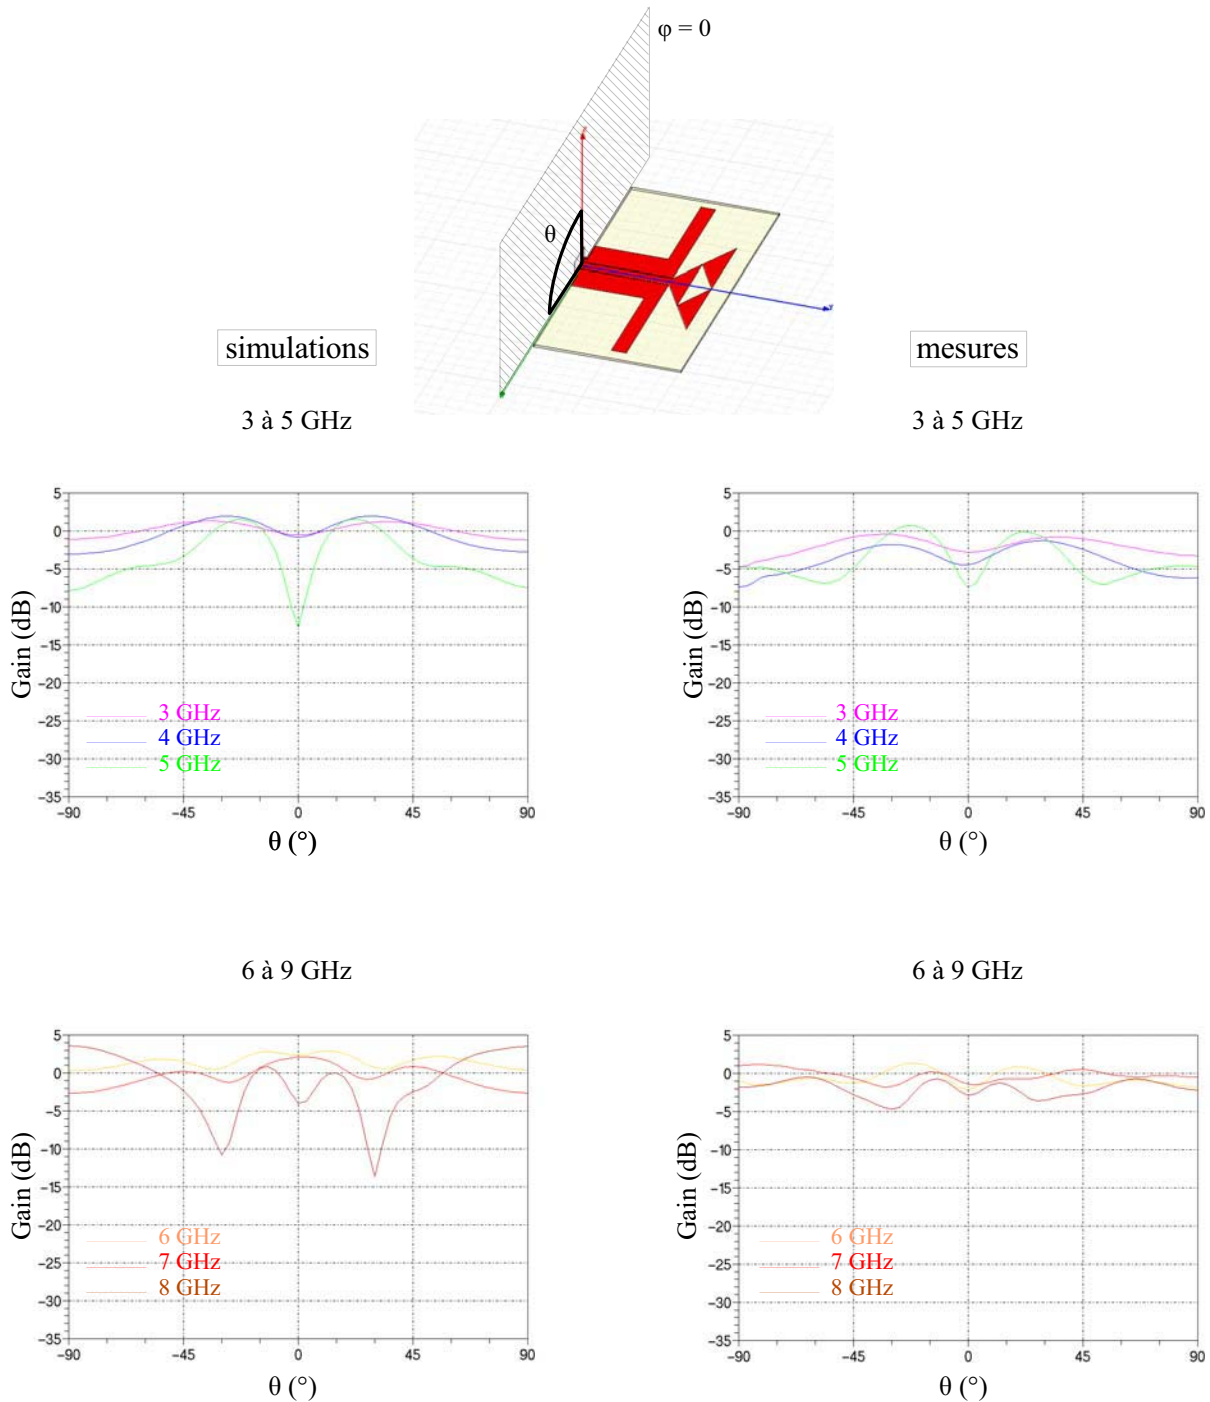 φ = 0
θ
simulations
mesures
3 à 5 GHz
3 à 5 GHz
5
0
−5
−10
−15
−20
−25
−30
−35
−90
−45
0
45
90
Gain (dB)
θ (°)
3 GHz
4 GHz
5 GHz
5
0
−5
−10
−15
−20
−25
−30
−35
−90
−45
0
45
90
Gain (dB)
θ (°)
3 GHz
4 GHz
5 GHz
6 à 9 GHz
6 à 9 GHz
5
0
−5
−10
−15
−20
−25
−30
−35
−90
−45
0
45
90
Gain (dB)
θ (°)
6 GHz
7 GHz
8 GHz
5
0
−5
−10
−15
−20
−25
−30
−35
−90
−45
0
45
90
Gain (dB)
θ (°)
6 GHz
7 GHz
8 GHz